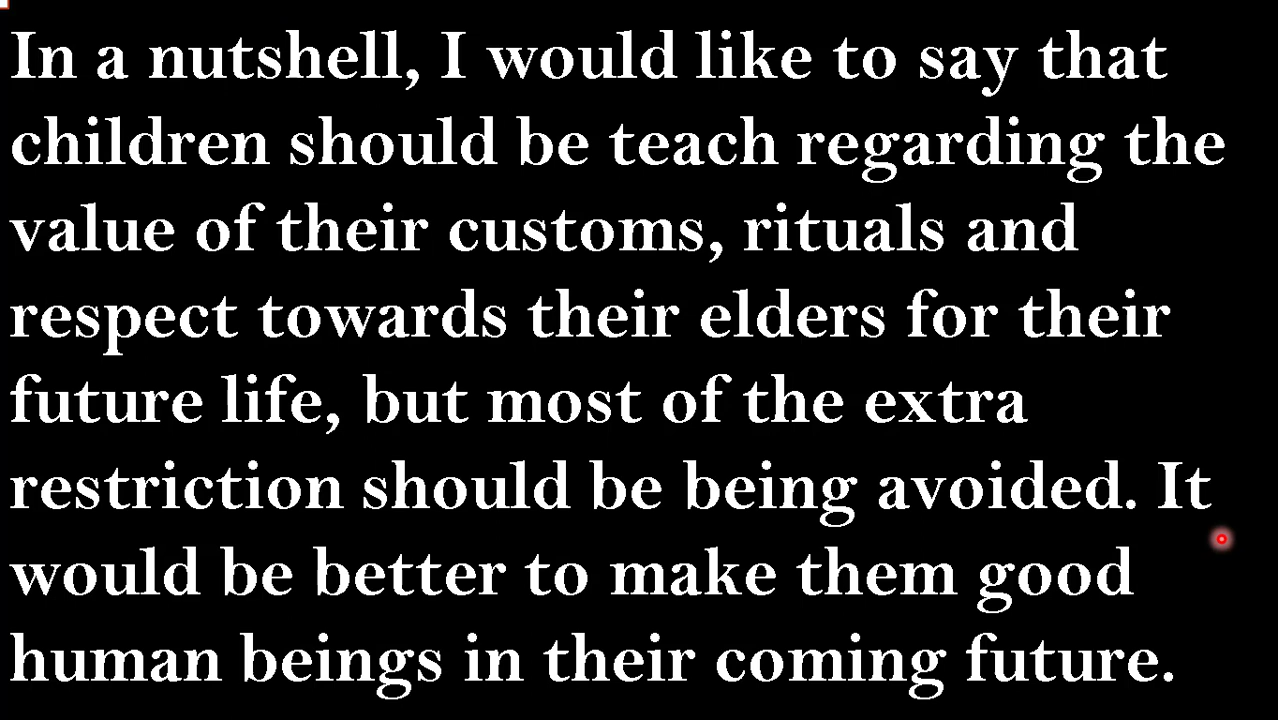 In a nutshell, I would like to say that
children should be teach regarding the
value of their customs, rituals and
respect towards their elders for their
future life, but most of the extra
restriction should be being avoided. It
would be better to make them good
human beings in their coming future.